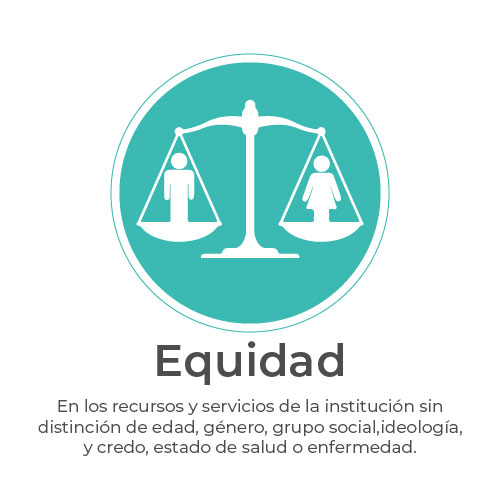 Equidad
En los recursos y servicios de la institución sin
distinción de edad, género, grupo social,ideología,
y credo, estado de salud o enfermedad.